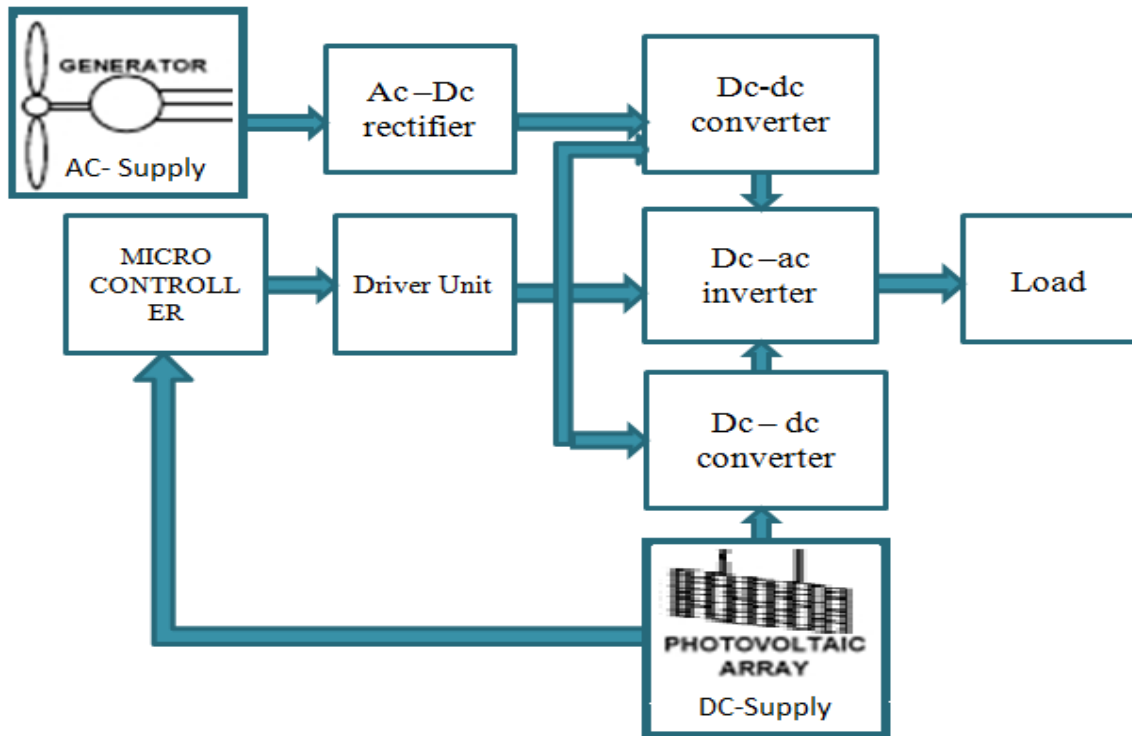 GENERATOR
AC- Supply
Ac –Dc
rectifier
Dc-dc
converter
MICRO
CONTROLL
ER
Driver Unit
Dc –ac
inverter
Load
Dc – dc
converter
PHOTOVOLTAIC
ARRAY
DC-Supply